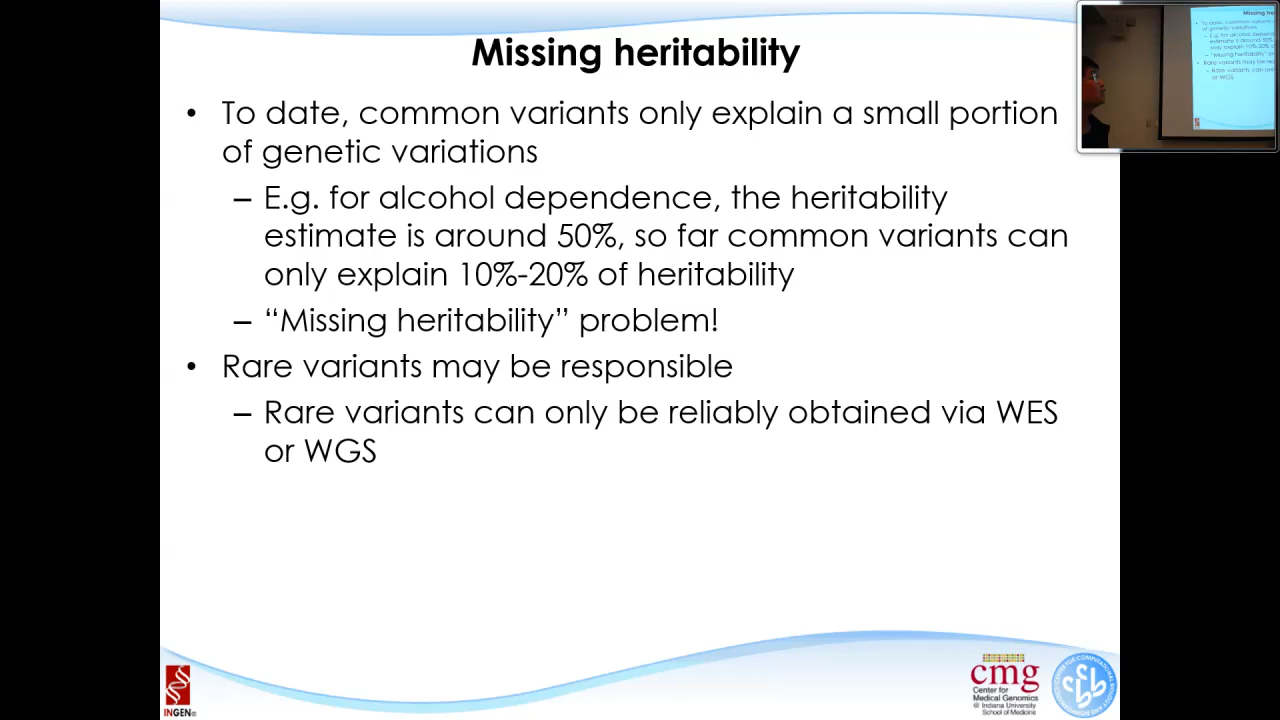 Missing heritability
• To date, common variants only explain a small portion
of genetic variations
– E.g. for alcohol dependence, the heritability
estimate is around 50%, so far common variants can
only explain 10%-20% of heritability
– “Missing heritability” problem!
• Rare variants may be responsible
– Rare variants can only be reliably obtained via WES
or WGS
INGEN
cmg
Center for
Medical Genomics
@ Indiana University
School of Medicine